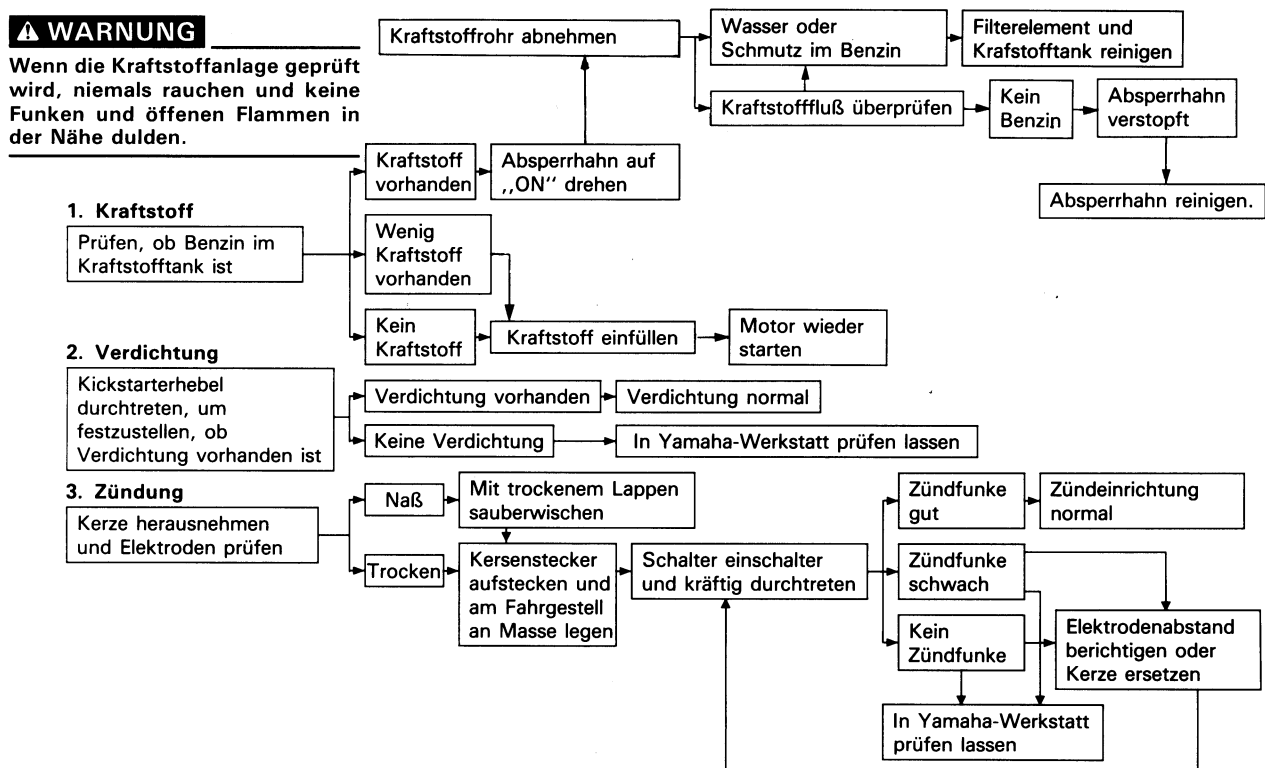 ⚠ WARNUNG
Wenn die Kraftstoffanlage geprüft
wird, niemals rauchen und keine
Funken und öffenen Flammen in
der Nähe dulden.
Kraftstoffrohr abnehmen
Wasser oder
Schmutz im Benzin
Filterelement und
Krafstofftank reinigen
Kraftstofffluß überprüfen
Kein
Benzin
Absperrhahn
verstopft
Absperrhahn reinigen.
Kraftstoff
vorhanden
Absperrhahn auf
,,ON'' drehen
1. Kraftstoff
Prüfen, ob Benzin im
Kraftstofftank ist
Wenig
Kraftstoff
vorhanden
Kein
Kraftstoff
Kraftstoff einfüllen
Motor wieder
starten
2. Verdichtung
Kickstarterhebel
durchtreten, um
festzustellen, ob
Verdichtung vorhanden ist
Verdichtung vorhanden
Verdichtung normal
Keine Verdichtung
In Yamaha-Werkstatt prüfen lassen
3. Zündung
Kerze herausnehmen
und Elektroden prüfen
Naß
Mit trockenem Lappen
sauberwischen
Trocken
Kersenstecker
aufstecken und
am Fahrgestell
an Masse legen
Schalter einschalter
und kräftig durchtreten
Zündfunke
gut
Zündeinrichtung
normal
Zündfunke
schwach
Kein
Zündfunke
Elektrodenabstand
berichtigen oder
Kerze ersetzen
In Yamaha-Werkstatt
prüfen lassen